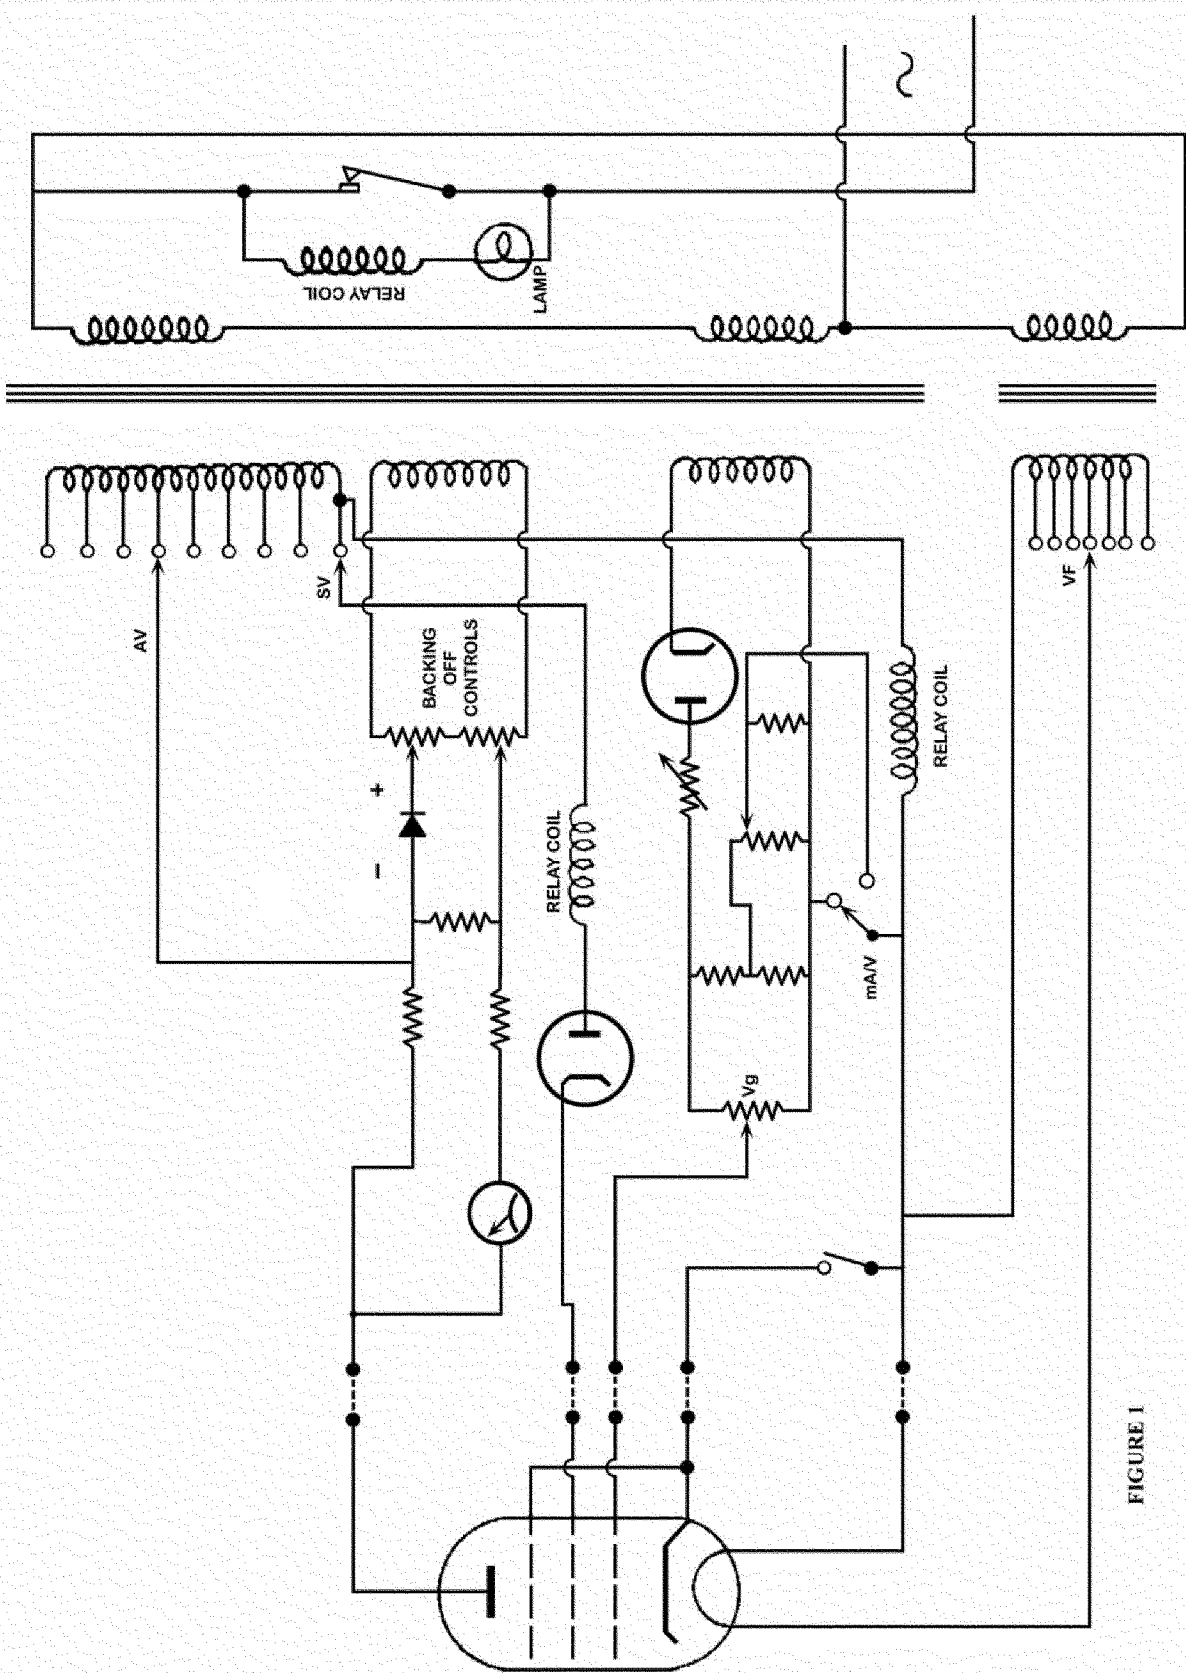 RELAY COIL
LAMP
AV
SV
BACKING
OFF
CONTROLS
VF
+
−
RELAY COIL
RELAY COIL
mA/V
Vg
FIGURE 1